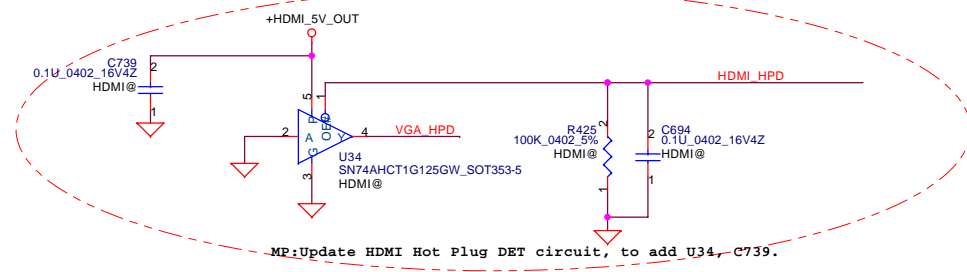 +HDMI_5V_OUT
C739
0.1U_0402_16V4Z
HDMI@
2
1
5
1
P
OE#
2
A
Y
4
G
3
VGA_HPD
U34
SN74AHCT1G125GW_SOT353-5
HDMI@
HDMI_HPD
R425
100K_0402_5%
HDMI@
2
1
C694
0.1U_0402_16V4Z
HDMI@
2
1
MP:Update HDMI Hot Plug DET circuit, to add U34, C739.